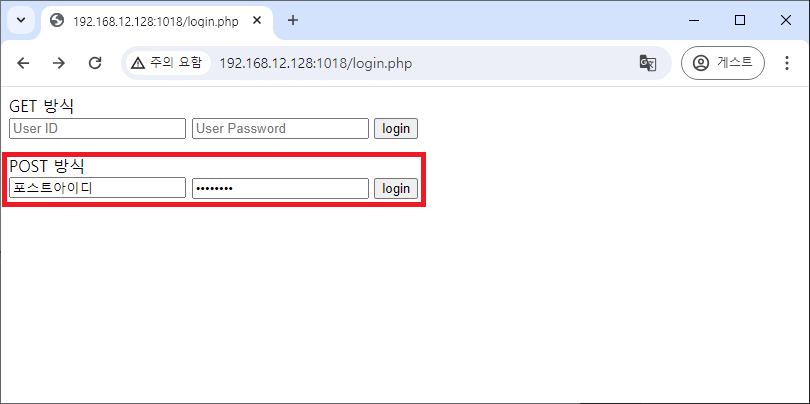 192.168.12.128:1018/login.php
주의 요함 192.168.12.128:1018/login.php 게스트
GET 방식
User ID User Password login
POST 방식
포스트아이디 •••••••• login